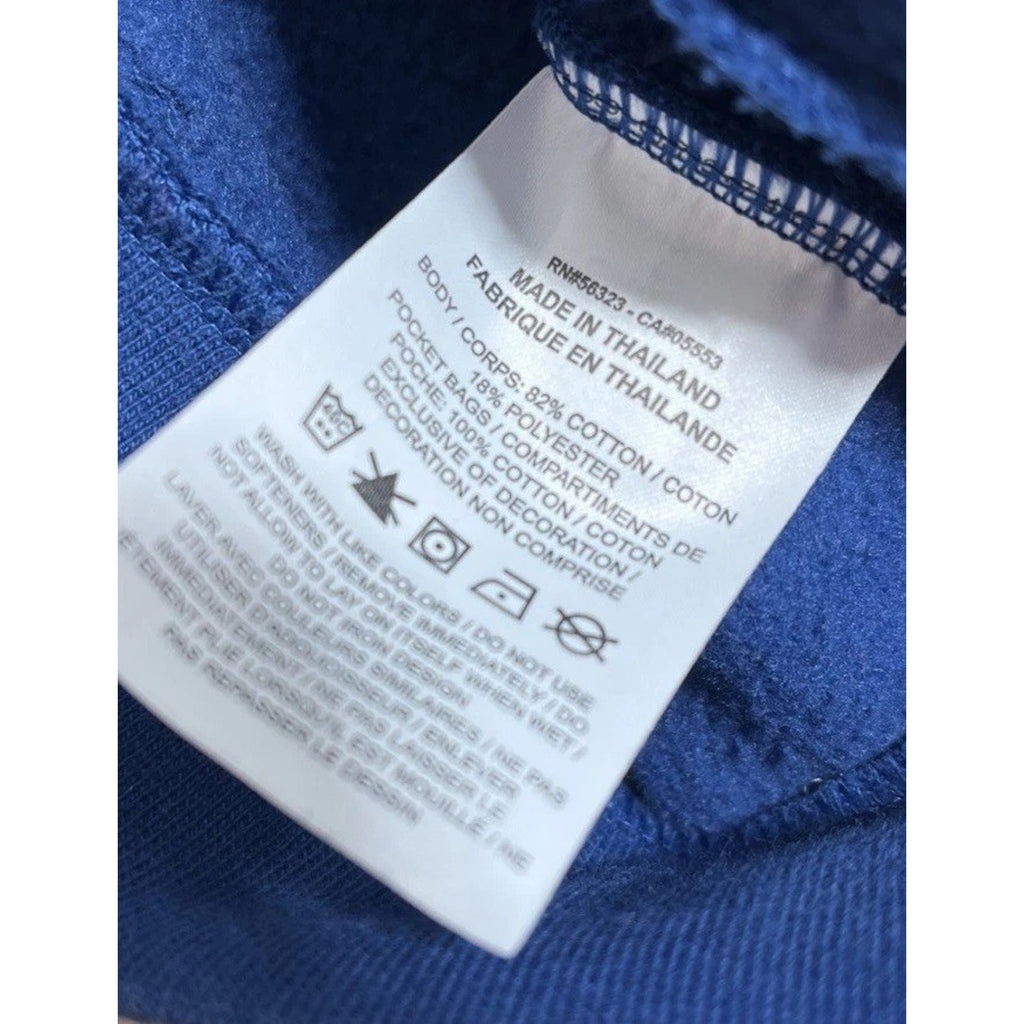 RN#56323 - CA#05553
MADE IN THAILAND
FABRIQUE EN THAILANDE
BODY / CORPS: 82% COTTON / COTON
18% POLYESTER
POCKET BAGS / COMPARTIMENTS DE
POCHE: 100% COTTON / COTON
EXCLUSIVE OF DECORATION /
DECORATION NON COMPRISE
ABC
WASH WITH LIKE COLORS / DO NOT USE
SOFTENERS / REMOVE IMMEDIATELY / DO
NOT ALLOW TO LAY ON ITSELF WHEN WET /
DO NOT IRON DESIGN
LAVER AVEC COULEURS SIMILAIRES / NE PAS
UTILISER D'ADOUCISSEUR / ENLEVER
IMMEDIATEMENT / NE PAS LAISSER LE
VETEMENT PLIE LORSQU'IL EST MOUILLE / NE
PAS REPASSER LE DESSIN